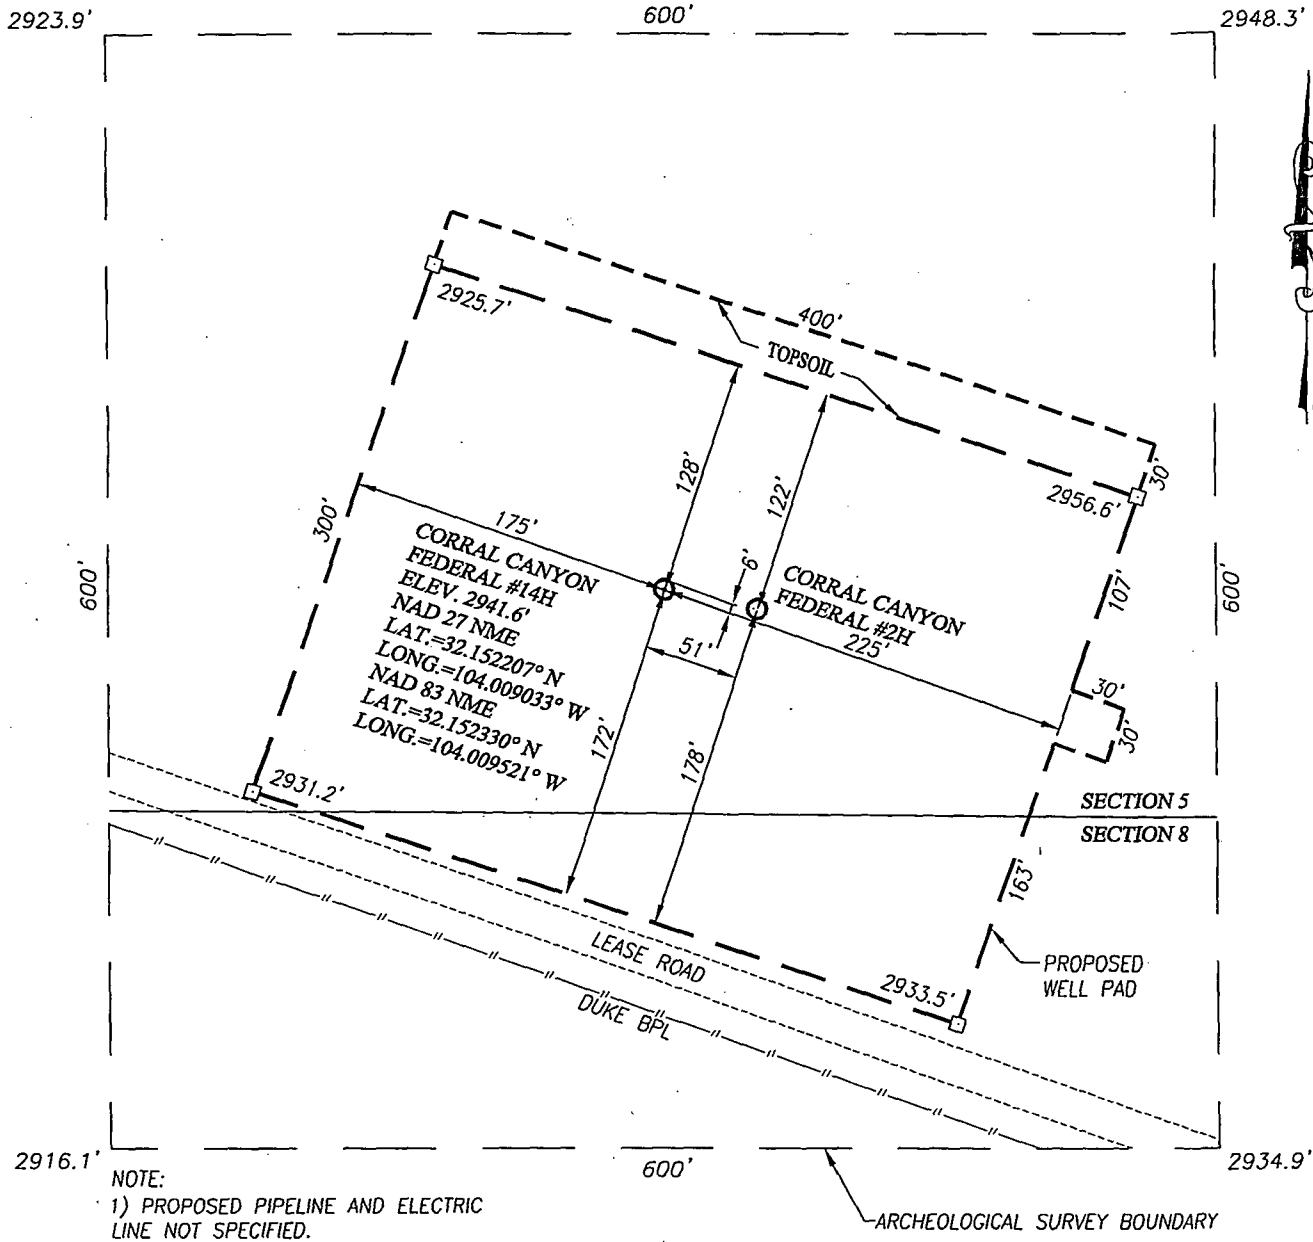 2923.9'
600'
2948.3'
2925.7'
400'
TOPSOIL
30'
2956.6'
128'
122'
300'
175'
6'
107'
CORRAL CANYON
FEDERAL #14H
ELEV. 2941.6'
NAD 27 NME
LAT.=32.152207° N
LONG.=104.009033° W
NAD 83 NME
LAT.=32.152330° N
LONG.=104.009521° W
CORRAL CANYON
FEDERAL #2H
225'
51'
600'
600'
30'
30'
172'
178'
2931.2'
SECTION 5
SECTION 8
163'
LEASE ROAD
2933.5'
PROPOSED
WELL PAD
DUKE BPL
2916.1'
600'
2934.9'
NOTE:
1) PROPOSED PIPELINE AND ELECTRIC
LINE NOT SPECIFIED.
ARCHEOLOGICAL SURVEY BOUNDARY